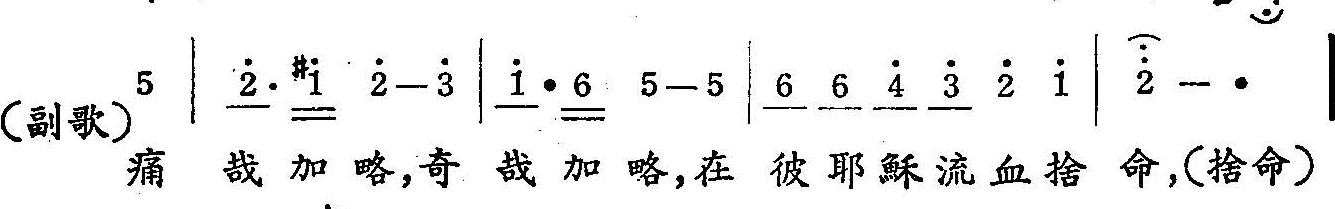 5 | 2̇· #1̇ 2̇—3̇ | 1̇·6 5—5 | 6 6 4̇ 3̇ 2̇ 1̇ | 2̇ — · |
(副歌)痛 哉 加 略,奇 哉 加 略,在 彼 耶 穌 流 血 捨 命,(捨命)